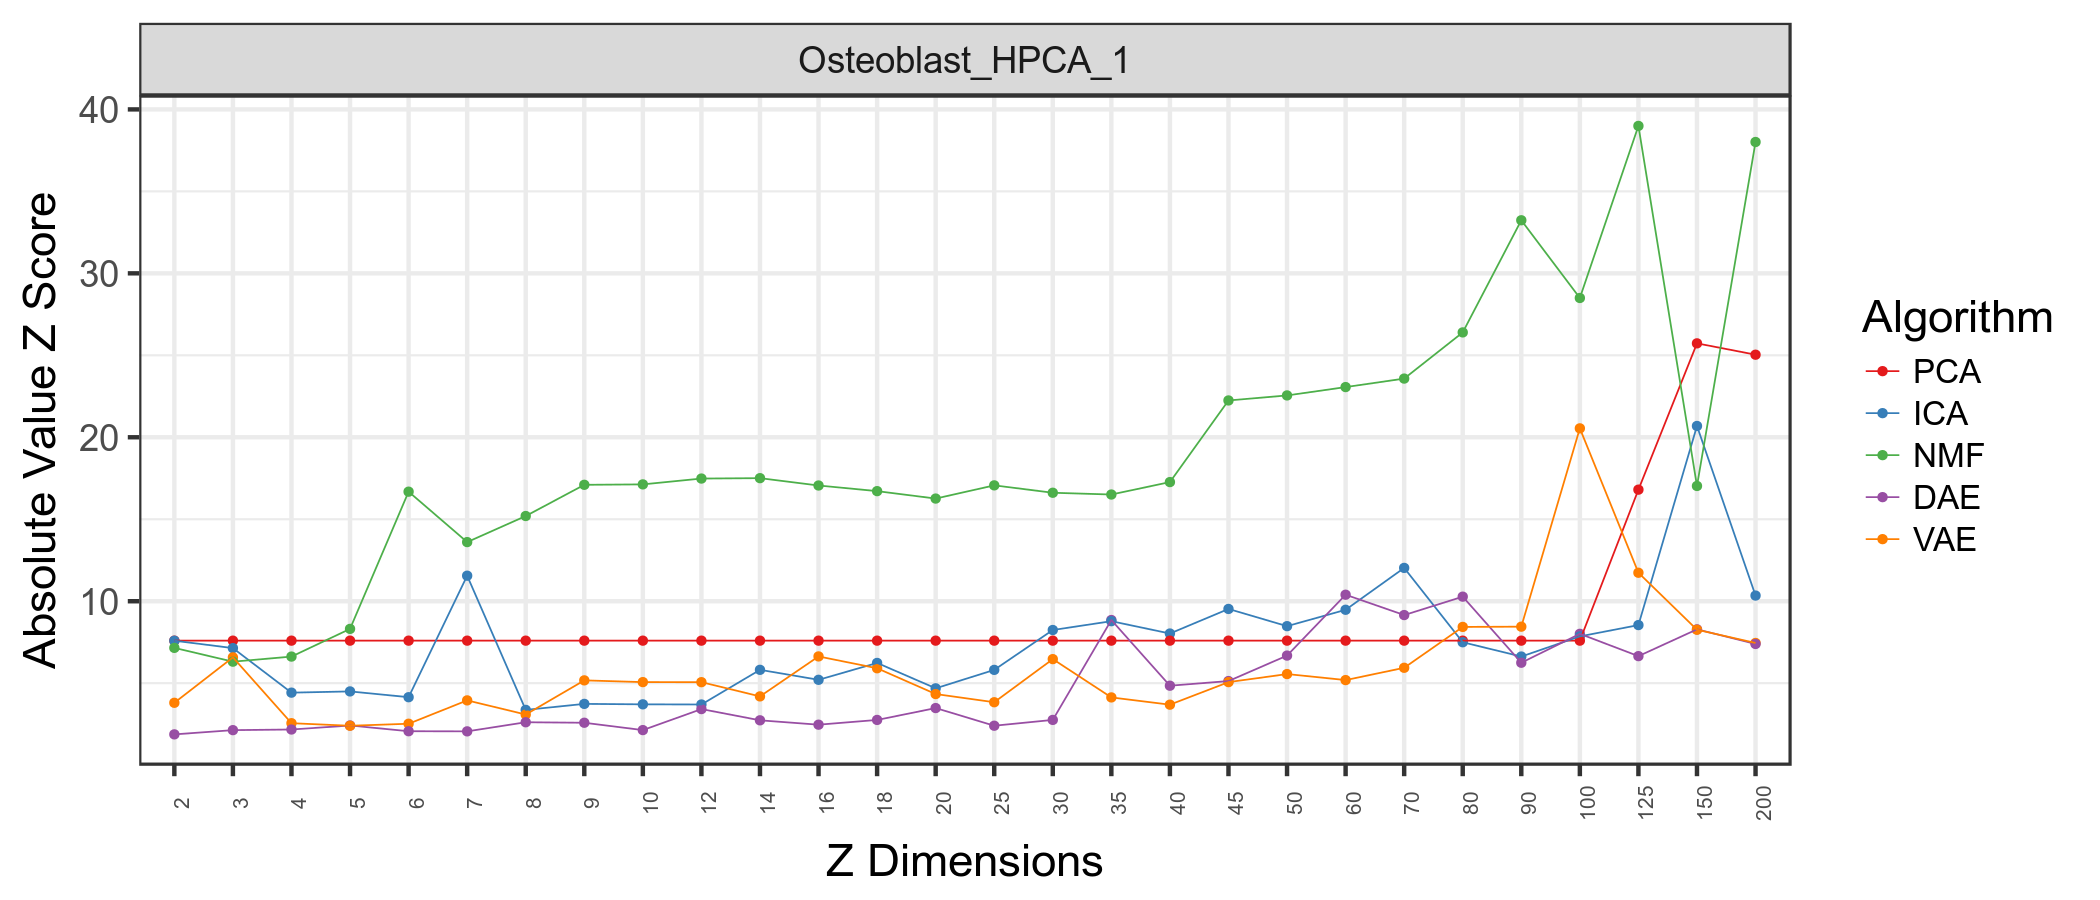 Osteoblast_HPCA_1
40
30
20
10
Absolute Value Z Score
2 3 4 5 6 7 8 9 10 12 14 16 18 20 25 30 35 40 45 50 60 70 80 90 100 125 150 200
Z Dimensions
Algorithm
PCA
ICA
NMF
DAE
VAE